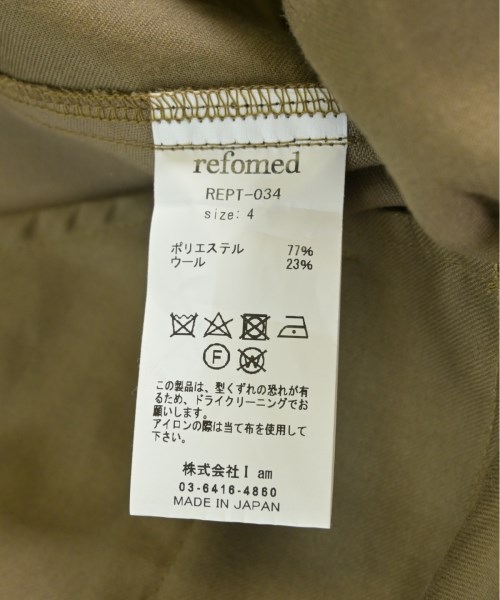 refomed
REPT-034
size: 4
ポリエステル 77%
ウール 23%
F W
この製品は、型くずれの恐れが有
るため、ドライクリーニングでお
願いします。
アイロンの際は当て布を使用して
下さい。
株式会社I am
03-6416-4860
MADE IN JAPAN